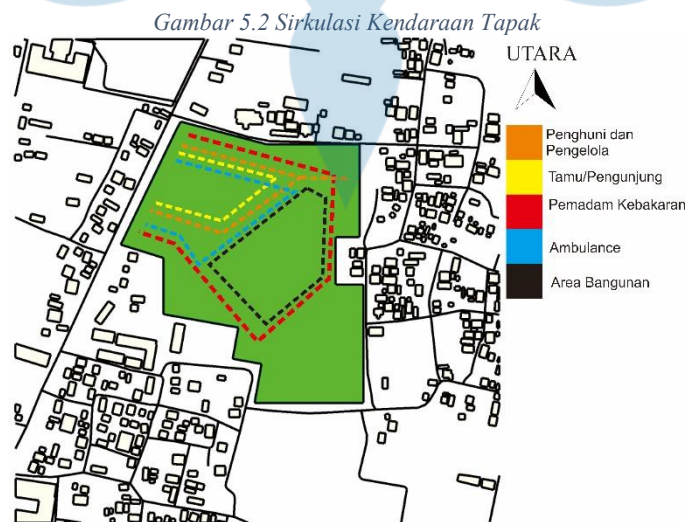 Gambar 5.2 Sirkulasi Kendaraan Tapak
UTARA
Penghuni dan
Pengelola
Tamu/Pengunjung
Pemadam Kebakaran
Ambulance
Area Bangunan